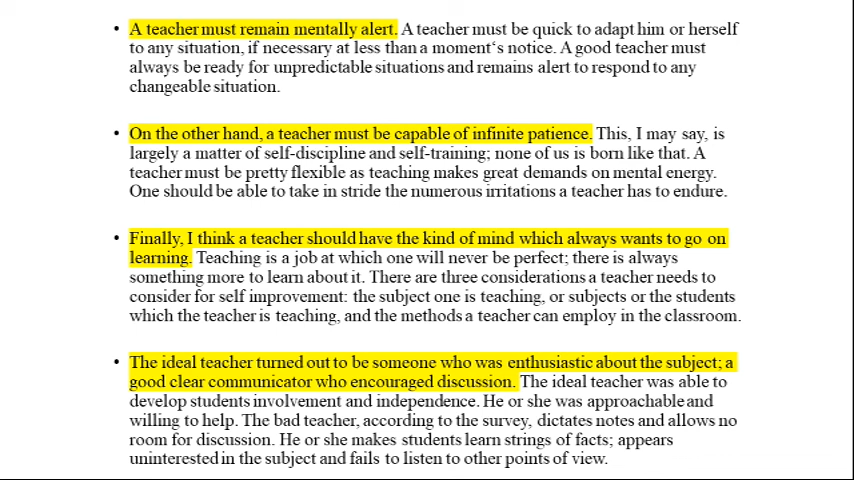 • A teacher must remain mentally alert. A teacher must be quick to adapt him or herself
to any situation, if necessary at less than a moment‘s notice. A good teacher must
always be ready for unpredictable situations and remains alert to respond to any
changeable situation.
• On the other hand, a teacher must be capable of infinite patience. This, I may say, is
largely a matter of self-discipline and self-training; none of us is born like that. A
teacher must be pretty flexible as teaching makes great demands on mental energy.
One should be able to take in stride the numerous irritations a teacher has to endure.
• Finally, I think a teacher should have the kind of mind which always wants to go on
learning. Teaching is a job at which one will never be perfect; there is always
something more to learn about it. There are three considerations a teacher needs to
consider for self improvement: the subject one is teaching, or subjects or the students
which the teacher is teaching, and the methods a teacher can employ in the classroom.
• The ideal teacher turned out to be someone who was enthusiastic about the subject; a
good clear communicator who encouraged discussion. The ideal teacher was able to
develop students involvement and independence. He or she was approachable and
willing to help. The bad teacher, according to the survey, dictates notes and allows no
room for discussion. He or she makes students learn strings of facts; appears
uninterested in the subject and fails to listen to other points of view.